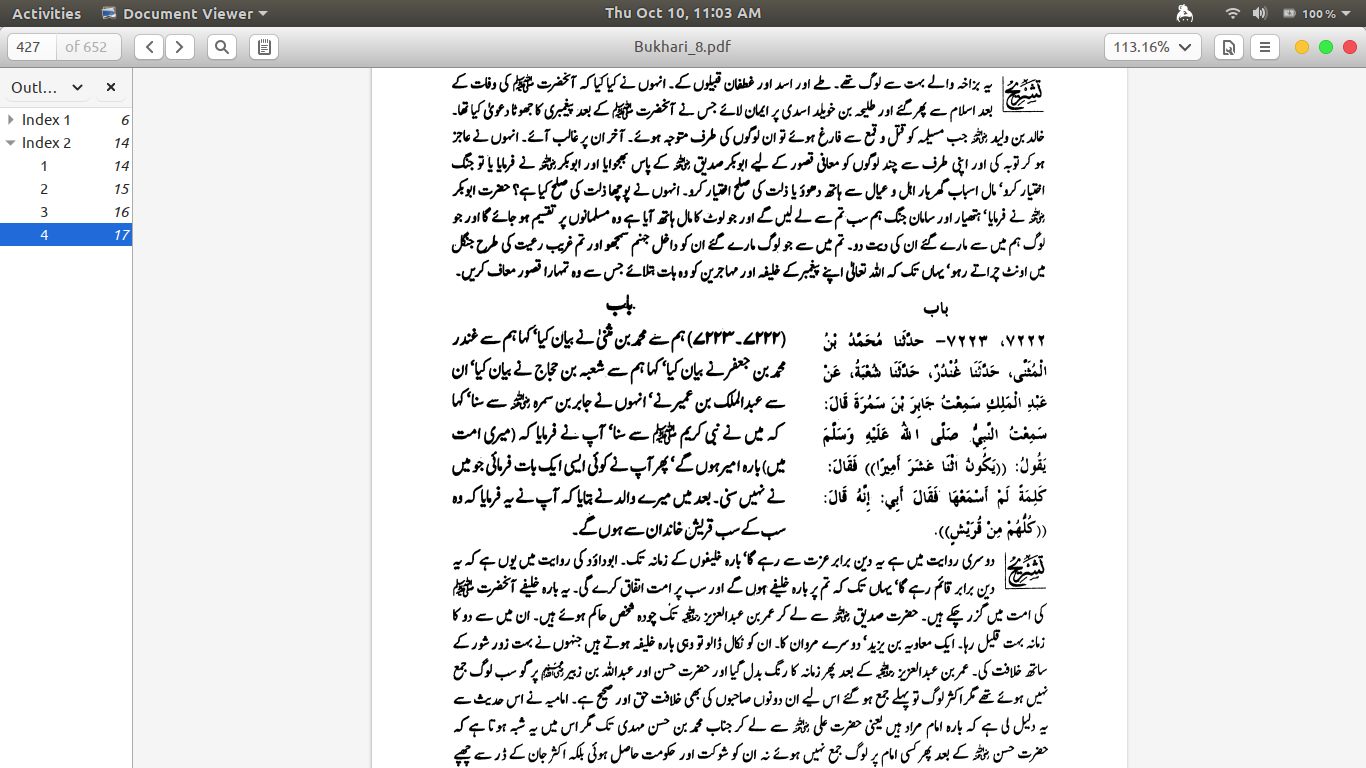 Activities
Document Viewer
Thu Oct 10, 11:03 AM
100 %
427
of 652
Bukhari_8.pdf
113.16%
Outl...
Index 1 6
Index 2 14
1 14
2 15
3 16
4 17
تشریح
یہ بزاخہ والے بہت سے لوگ تھے۔ طے اور اسد اور غطفان قبیلوں کے۔ انہوں نے کیا کیا کہ آنحضرت ﷺ کی وفات کے
بعد اسلام سے پھر گئے اور طلیحہ بن خویلد اسدی پر ایمان لائے جس نے آنحضرت ﷺ کے بعد پیغمبری کا جھوٹا دعویٰ کیا تھا۔
خالد بن ولید رضی اللہ عنہ جب مسیلمہ کو قتل و قمع سے فارغ ہوئے تو ان لوگوں کی طرف متوجہ ہوئے۔ آخر ان پر غالب آئے۔ انہوں نے عاجز
ہو کر توبہ کی اور اپنی طرف سے چند لوگوں کو معافی قصور کے لیے ابوبکر صدیق رضی اللہ عنہ کے پاس بھجوایا اور ابوبکر رضی اللہ عنہ نے فرمایا یا تو جنگ
اختیار کرو‘ مال اسباب گھر بار اہل و عیال سے ہاتھ دھوؤ یا ذلت کی صلح اختیار کرو۔ انہوں نے پوچھا ذلت کی صلح کیا ہے؟ حضرت ابوبکر
رضی اللہ عنہ نے فرمایا‘ ہتھیار اور سامان جنگ ہم سب تم سے لے لیں گے اور جو لوٹ کا مال ہاتھ آیا ہے وہ مسلمانوں پر تقسیم ہو جائے گا اور جو
لوگ ہم میں سے مارے گئے ان کی دیت دو۔ تم میں سے جو لوگ مارے گئے ان کو داخل جہنم سمجھو اور تم غریب رعیت کی طرح جنگل
میں اونٹ چراتے رہو‘ یہاں تک کہ اللہ تعالیٰ اپنے پیغمبر کے خلیفہ اور مہاجرین کو وہ بات بتلائے جس سے وہ تمہارا قصور معاف کریں۔
باب
٧٢٢٢، ٧٢٢٣– حدثنا مُحَمَّدُ بْنُ
الْمُثَنَّى، حَدَّثَنَا غُنْدَرٌ، حَدَّثَنَا شُعْبَةُ، عَنْ
عَبْدِ الْمَلِكِ سَمِعْتُ جَابِرَ بْنَ سَمُرَةَ قَالَ:
سَمِعْتُ النَّبِيَّ صَلَّى اللهُ عَلَيْهِ وَسَلَّمَ
يَقُولُ: ((يَكُونُ اثْنَا عَشَرَ أَمِيرًا)) فَقَالَ:
كَلِمَةً لَمْ أَسْمَعْهَا فَقَالَ أَبِي: إِنَّهُ قَالَ:
((كُلُّهُمْ مِنْ قُرَيْشٍ)).
باب
(۷۲۲۲۔۷۲۲۳) ہم سے محمد بن مثنیٰ نے بیان کیا‘ کہا ہم سے غندر
محمد بن جعفر نے بیان کیا‘ کہا ہم سے شعبہ بن حجاج نے بیان کیا‘ ان
سے عبدالملک بن عمیر نے‘ انہوں نے جابر بن سمرہ رضی اللہ عنہ سے سنا‘ کہا
کہ میں نے نبی کریم ﷺ سے سنا‘ آپ نے فرمایا کہ (میری امت
میں) بارہ امیر ہوں گے‘ پھر آپ نے کوئی ایسی ایک بات فرمائی جو میں
نے نہیں سنی۔ بعد میں میرے والد نے بتایا کہ آپ نے یہ فرمایا کہ وہ
سب کے سب قریش خاندان سے ہوں گے۔
تشریح
دوسری روایت میں ہے یہ دین برابر عزت سے رہے گا‘ بارہ خلیفوں کے زمانہ تک۔ ابوداؤد کی روایت میں یوں ہے کہ یہ
دین برابر قائم رہے گا‘ یہاں تک کہ تم پر بارہ خلیفے ہوں گے اور سب پر امت اتفاق کرے گی۔ یہ بارہ خلیفے آنحضرت ﷺ
کی امت میں گزر چکے ہیں۔ حضرت صدیق رضی اللہ عنہ سے لے کر عمر بن عبدالعزیز رضی اللہ عنہ تک چودہ شخص حاکم ہوئے ہیں۔ ان میں سے دو کا
زمانہ بہت قلیل رہا۔ ایک معاویہ بن یزید‘ دوسرے مروان کا۔ ان کو نکال ڈالو تو وہی بارہ خلیفہ ہوتے ہیں جنہوں نے بہت زور شور کے
ساتھ خلافت کی۔ عمر بن عبدالعزیز رضی اللہ عنہ کے بعد پھر زمانہ کا رنگ بدل گیا اور حضرت حسن اور عبداللہ بن زبیر رضی اللہ عنہم پر گو سب لوگ جمع
نہیں ہوئے تھے مگر اکثر لوگ تو پہلے جمع ہو گئے اس لیے ان دونوں صاحبوں کی بھی خلافت حق اور صحیح ہے۔ امامیہ نے اس حدیث سے
یہ دلیل لی ہے کہ بارہ امام مراد ہیں یعنی حضرت علی رضی اللہ عنہ سے لے کر جناب محمد بن حسن مہدی تک مگر اس میں یہ شبہ ہوتا ہے کہ
حضرت حسن رضی اللہ عنہ کے بعد پھر کسی امام پر لوگ جمع نہیں ہوئے نہ ان کو شوکت اور حکومت حاصل ہوئی بلکہ اکثر جان کے ڈر سے چھپے